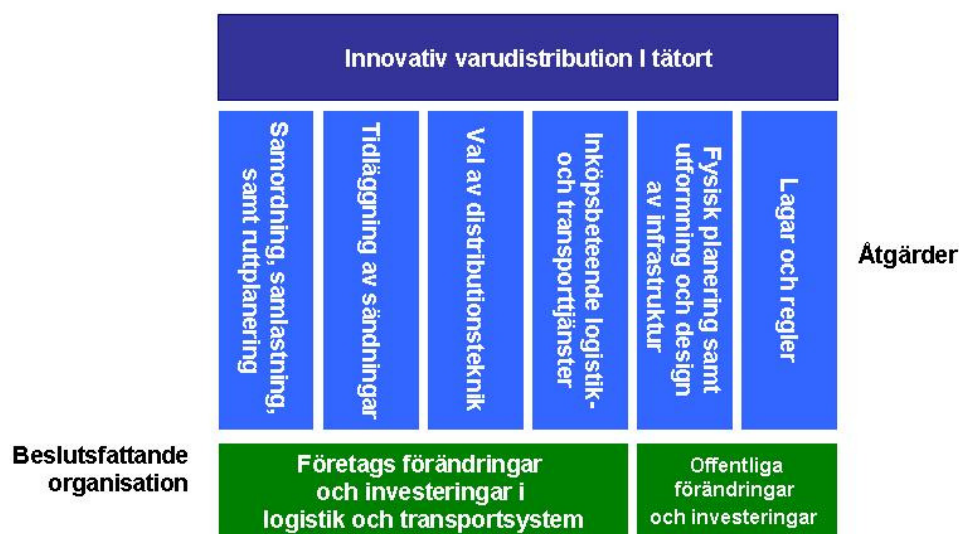 Innovativ varudistribution I tätort
Samordning, samlastning,
samt ruttplanering
Tidläggning av sändningar
Val av distributionsteknik
Inköpsbeteende logistik-
och transporttjänster
Fysisk planering samt
utformning och design
av infrastruktur
Lagar och regler
Åtgärder
Beslutsfattande
organisation
Företags förändringar
och investeringar i
logistik och transportsystem
Offentliga
förändringar
och investeringar